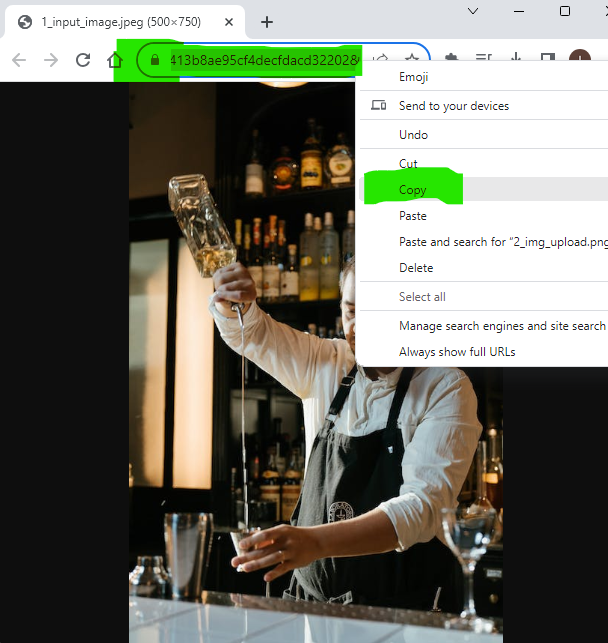 1_input_image.jpeg (500×750)
413b8ae95cf4decfdacd322028
Emoji
Send to your devices
Undo
Cut
Copy
Paste
Paste and search for “2_img_upload.png
Delete
Select all
Manage search engines and site search
Always show full URLs